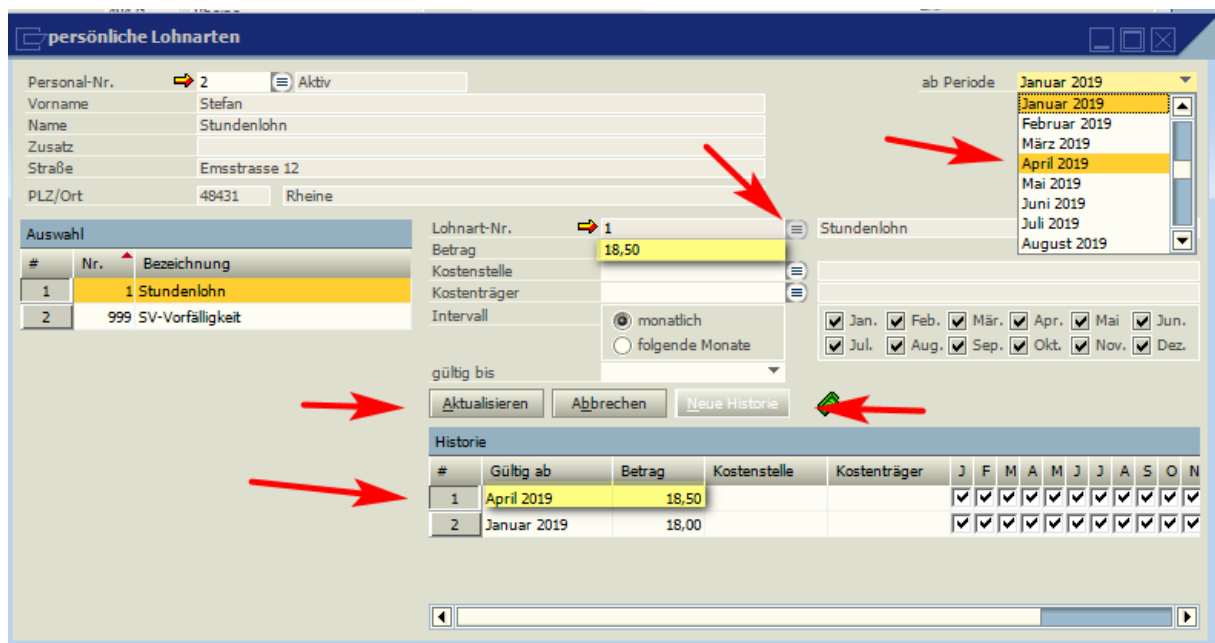 persönliche Lohnarten
Personal-Nr. 2 Aktiv ab Periode Januar 2019
Vorname Stefan
Name Stundenlohn
Zusatz
Straße Emsstrasse 12
PLZ/Ort 48431 Rheine
Januar 2019
Februar 2019
März 2019
April 2019
Mai 2019
Juni 2019
Juli 2019
August 2019
Auswahl
# Nr. Bezeichnung
1 1 Stundenlohn
2 999 SV-Vorfälligkeit
Lohnart-Nr. 1 Stundenlohn
Betrag 18,50
Kostenstelle
Kostenträger
Intervall monatlich Jan. Feb. Mär. Apr. Mai Jun.
folgende Monate Jul. Aug. Sep. Okt. Nov. Dez.
gültig bis
Aktualisieren Abbrechen Neue Historie
Historie
# Gültig ab Betrag Kostenstelle Kostenträger J F M A M J J A S O N
1 April 2019 18,50
2 Januar 2019 18,00